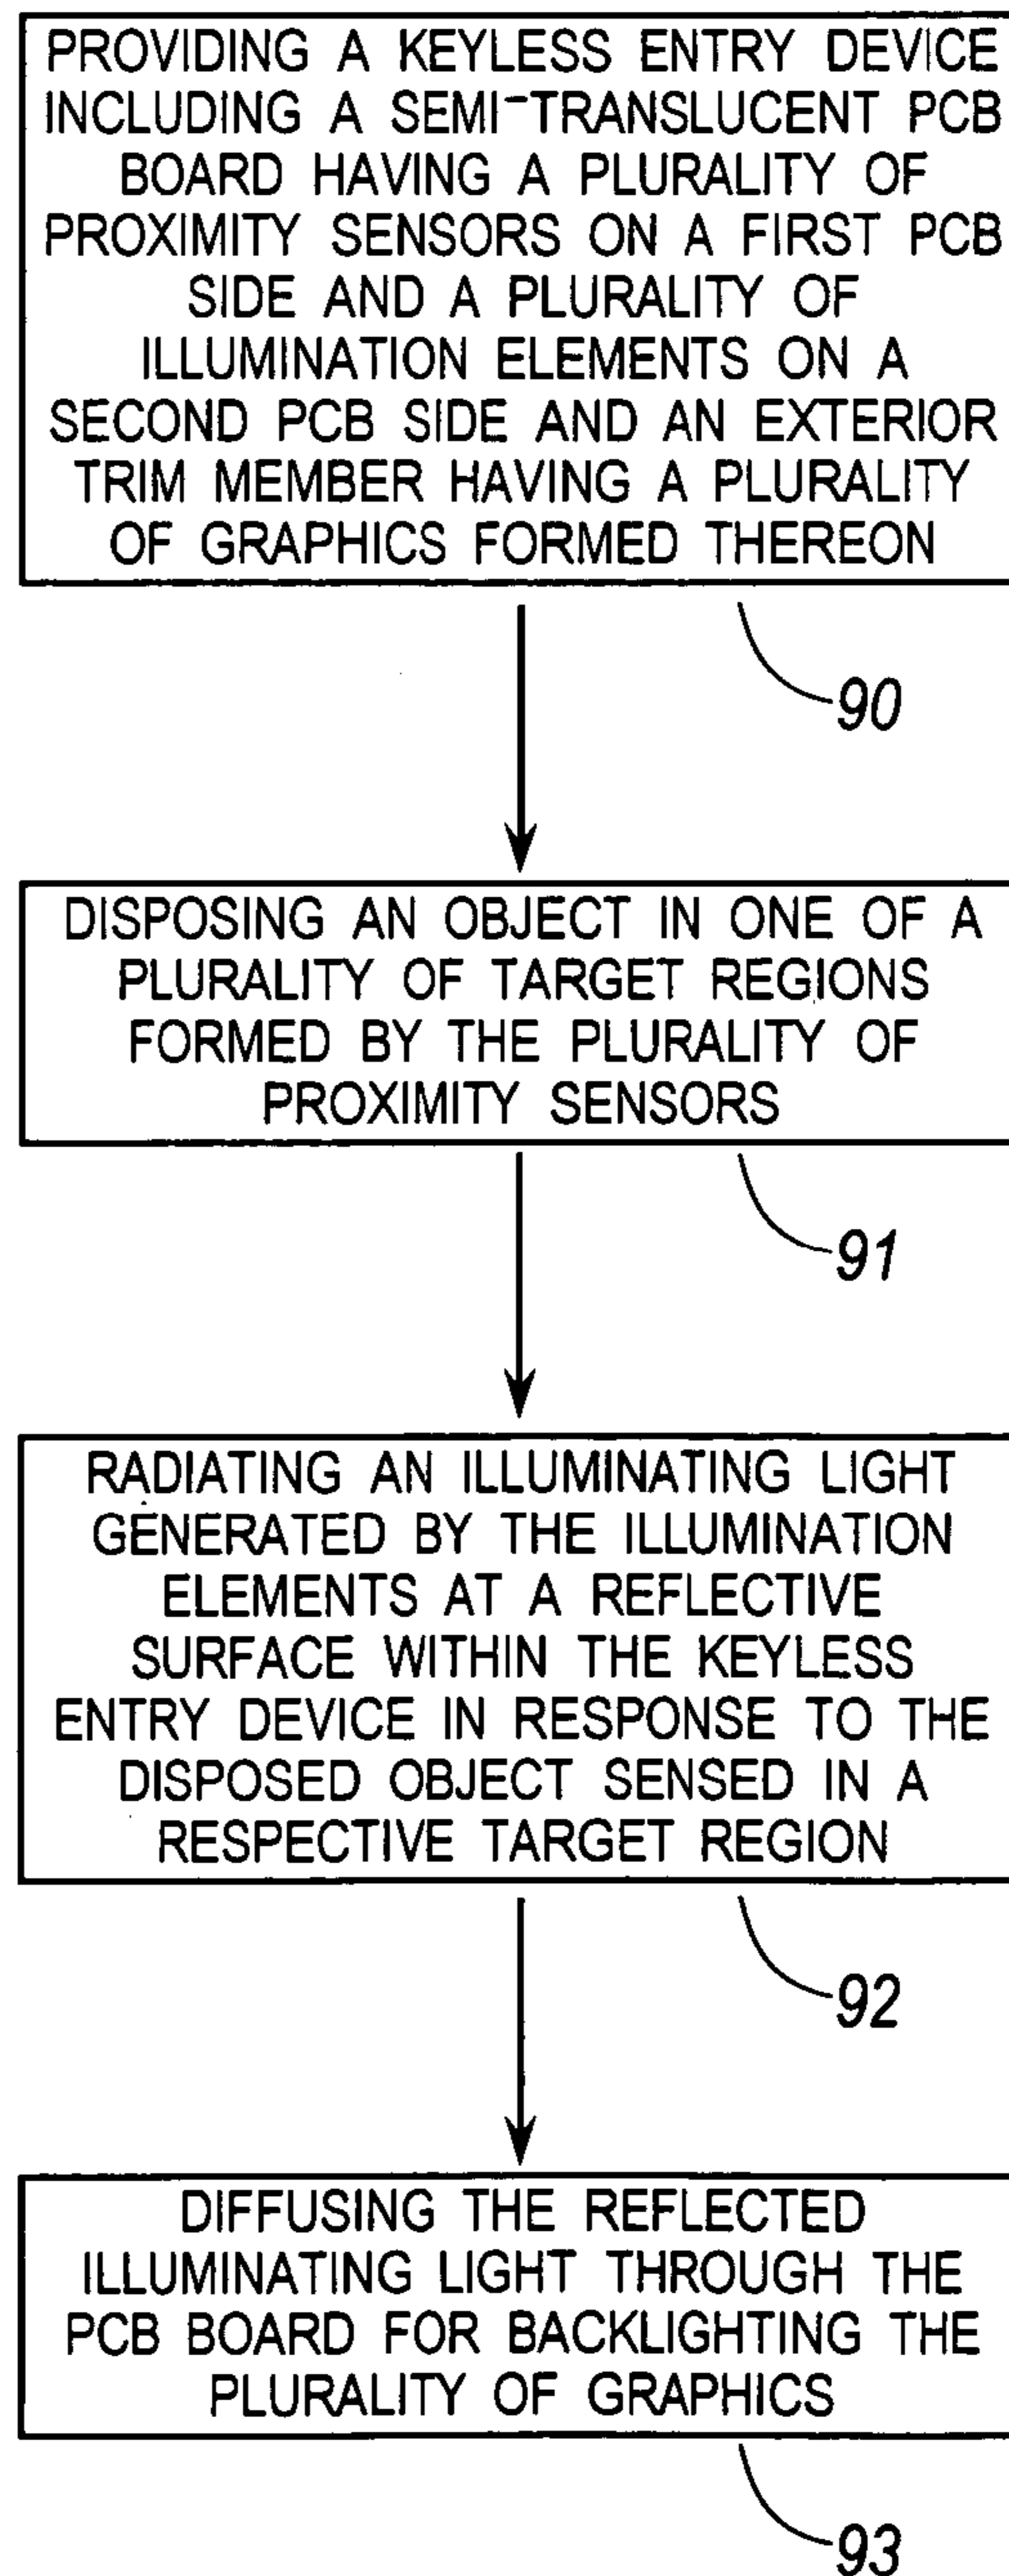 PROVIDING A KEYLESS ENTRY DEVICE
INCLUDING A SEMI-TRANSLUCENT PCB
BOARD HAVING A PLURALITY OF
PROXIMITY SENSORS ON A FIRST PCB
SIDE AND A PLURALITY OF
ILLUMINATION ELEMENTS ON A
SECOND PCB SIDE AND AN EXTERIOR
TRIM MEMBER HAVING A PLURALITY
OF GRAPHICS FORMED THEREON
90
DISPOSING AN OBJECT IN ONE OF A
PLURALITY OF TARGET REGIONS
FORMED BY THE PLURALITY OF
PROXIMITY SENSORS
91
RADIATING AN ILLUMINATING LIGHT
GENERATED BY THE ILLUMINATION
ELEMENTS AT A REFLECTIVE
SURFACE WITHIN THE KEYLESS
ENTRY DEVICE IN RESPONSE TO THE
DISPOSED OBJECT SENSED IN A
RESPECTIVE TARGET REGION
92
DIFFUSING THE REFLECTED
ILLUMINATING LIGHT THROUGH THE
PCB BOARD FOR BACKLIGHTING THE
PLURALITY OF GRAPHICS
93